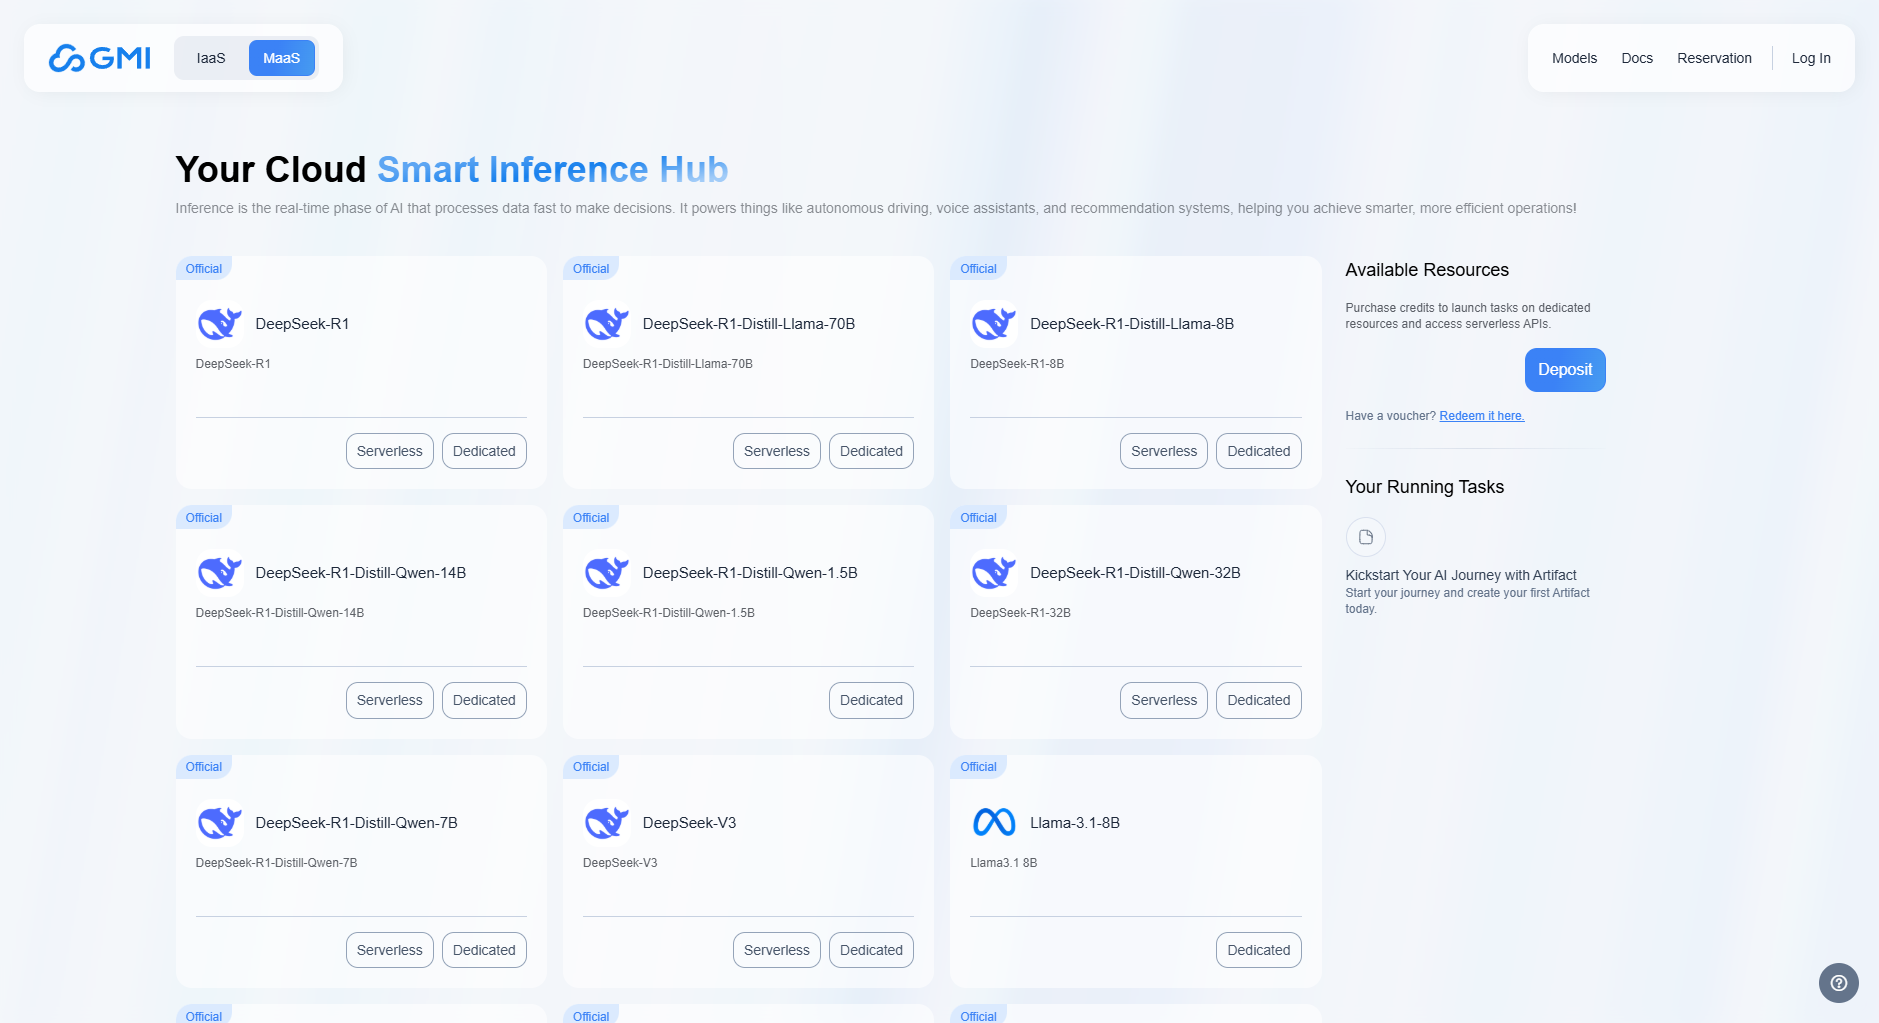 GMI
IaaS
MaaS
Models
Docs
Reservation
Log In
Your Cloud Smart Inference Hub
Inference is the real-time phase of AI that processes data fast to make decisions. It powers things like autonomous driving, voice assistants, and recommendation systems, helping you achieve smarter, more efficient operations!
Official
DeepSeek-R1
DeepSeek-R1
Serverless
Dedicated
Official
DeepSeek-R1-Distill-Llama-70B
DeepSeek-R1-Distill-Llama-70B
Serverless
Dedicated
Official
DeepSeek-R1-Distill-Llama-8B
DeepSeek-R1-8B
Serverless
Dedicated
Official
DeepSeek-R1-Distill-Qwen-14B
DeepSeek-R1-Distill-Qwen-14B
Serverless
Dedicated
Official
DeepSeek-R1-Distill-Qwen-1.5B
DeepSeek-R1-Distill-Qwen-1.5B
Dedicated
Official
DeepSeek-R1-Distill-Qwen-32B
DeepSeek-R1-32B
Serverless
Dedicated
Official
DeepSeek-R1-Distill-Qwen-7B
DeepSeek-R1-Distill-Qwen-7B
Serverless
Dedicated
Official
DeepSeek-V3
DeepSeek-V3
Serverless
Dedicated
Official
Llama-3.1-8B
Llama3.1 8B
Dedicated
Official
Official
Official
Available Resources
Purchase credits to launch tasks on dedicated
resources and access serverless APIs.
Deposit
Have a voucher? Redeem it here.
Your Running Tasks
Kickstart Your AI Journey with Artifact
Start your journey and create your first Artifact
today.
?